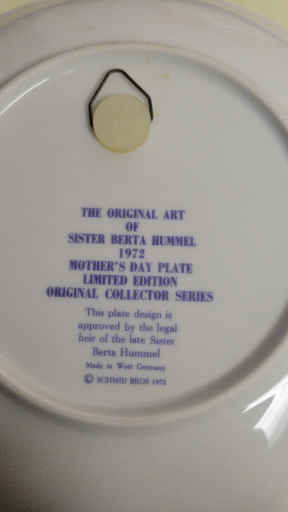 THE ORIGINAL ART
OF
SISTER BERTA HUMMEL
1972
MOTHER'S DAY PLATE
LIMITED EDITION
ORIGINAL COLLECTOR SERIES
This plate design is
approved by the legal
heir of the late Sister
Berta Hummel
Made in West Germany
© SCHMID BROS 1972